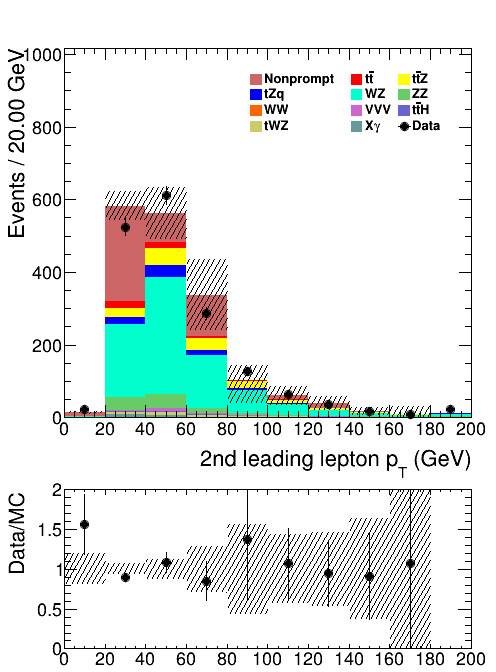 Events / 20.00 GeV
1000
800
600
400
200
0
Nonprompt tt̄ tt̄Z
tZq WZ ZZ
WW VVV tt̄H
tWZ Xγ Data
0 20 40 60 80 100 120 140 160 180 200
2nd leading lepton p_T (GeV)
Data/MC
2
1.5
1
0.5
0
0 20 40 60 80 100 120 140 160 180 200